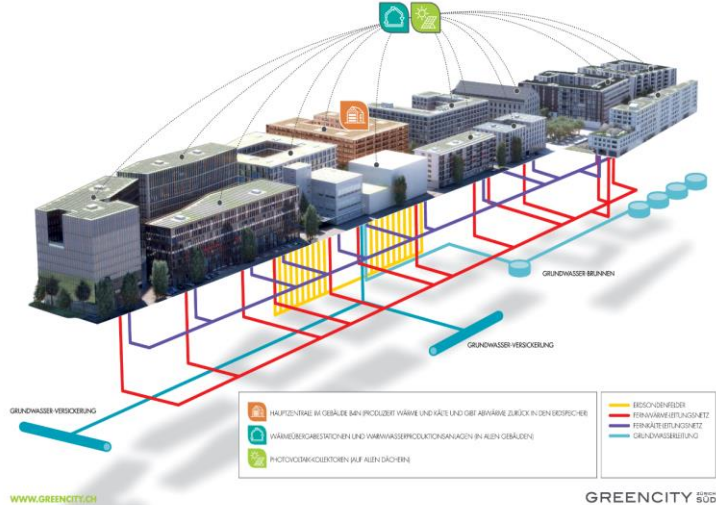 GRUNDWASSER-BRUNNEN
GRUNDWASSER-VERSICKERUNG
GRUNDWASSER-VERSICKERUNG
HAUPTZENTRALE IM GEBÄUDE B4N (PRODUZIERT WÄRME UND KÄLTE UND GIBT ABWÄRME ZURÜCK IN DEN ERDSPEICHER)
WÄRMEÜBERGABESTATIONEN UND WARMWASSERPRODUKTIONSANLAGEN (IN ALLEN GEBÄUDEN)
PHOTOVOLTAIK-KOLLEKTOREN (AUF ALLEN DÄCHERN)
ERDSONDENFELDER
FERNWÄRMELEITUNGSNETZ
FERNKÄLTELEITUNGSNETZ
GRUNDWASSERLEITUNG
WWW.GREENCITY.CH
GREENCITY ZÜRICH SÜD